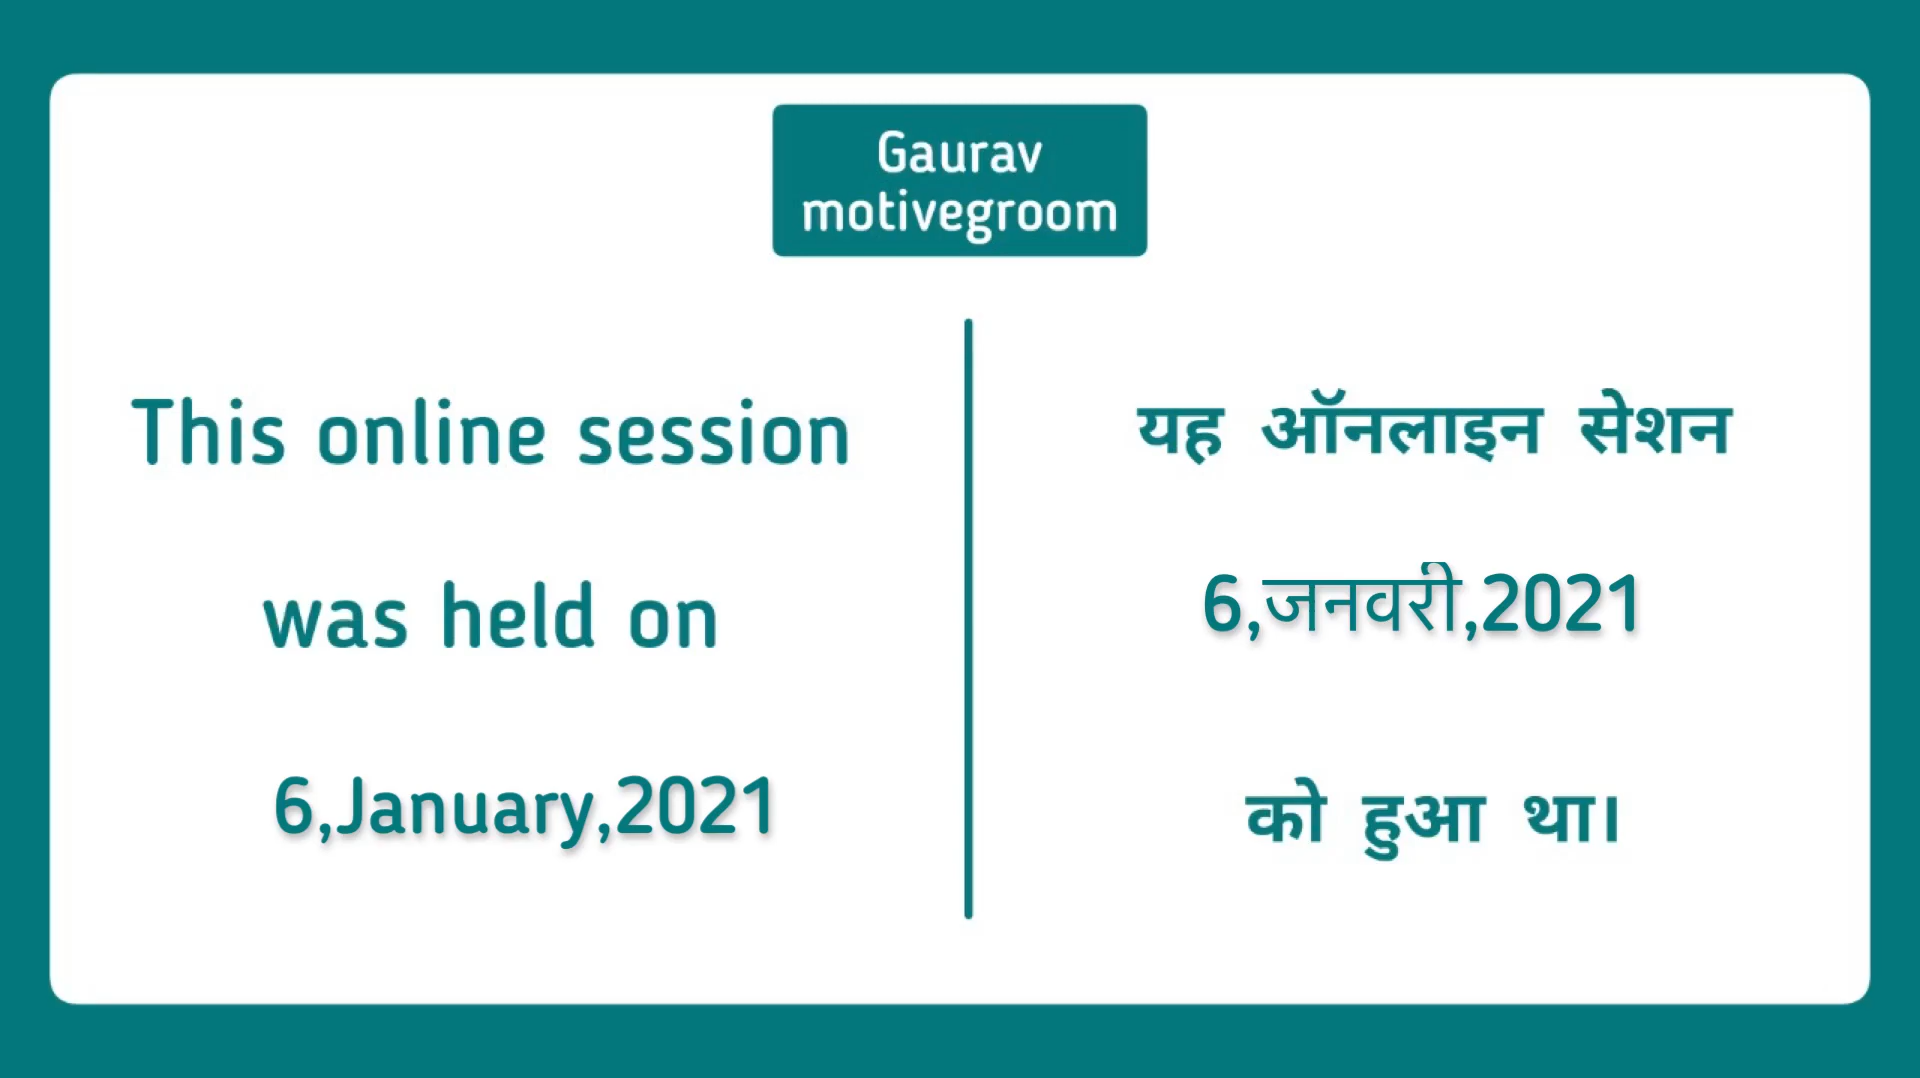 Gaurav
motivegroom
This online session
was held on
6,January,2021
यह ऑनलाइन सेशन
6,जनवरी,2021
को हुआ था।